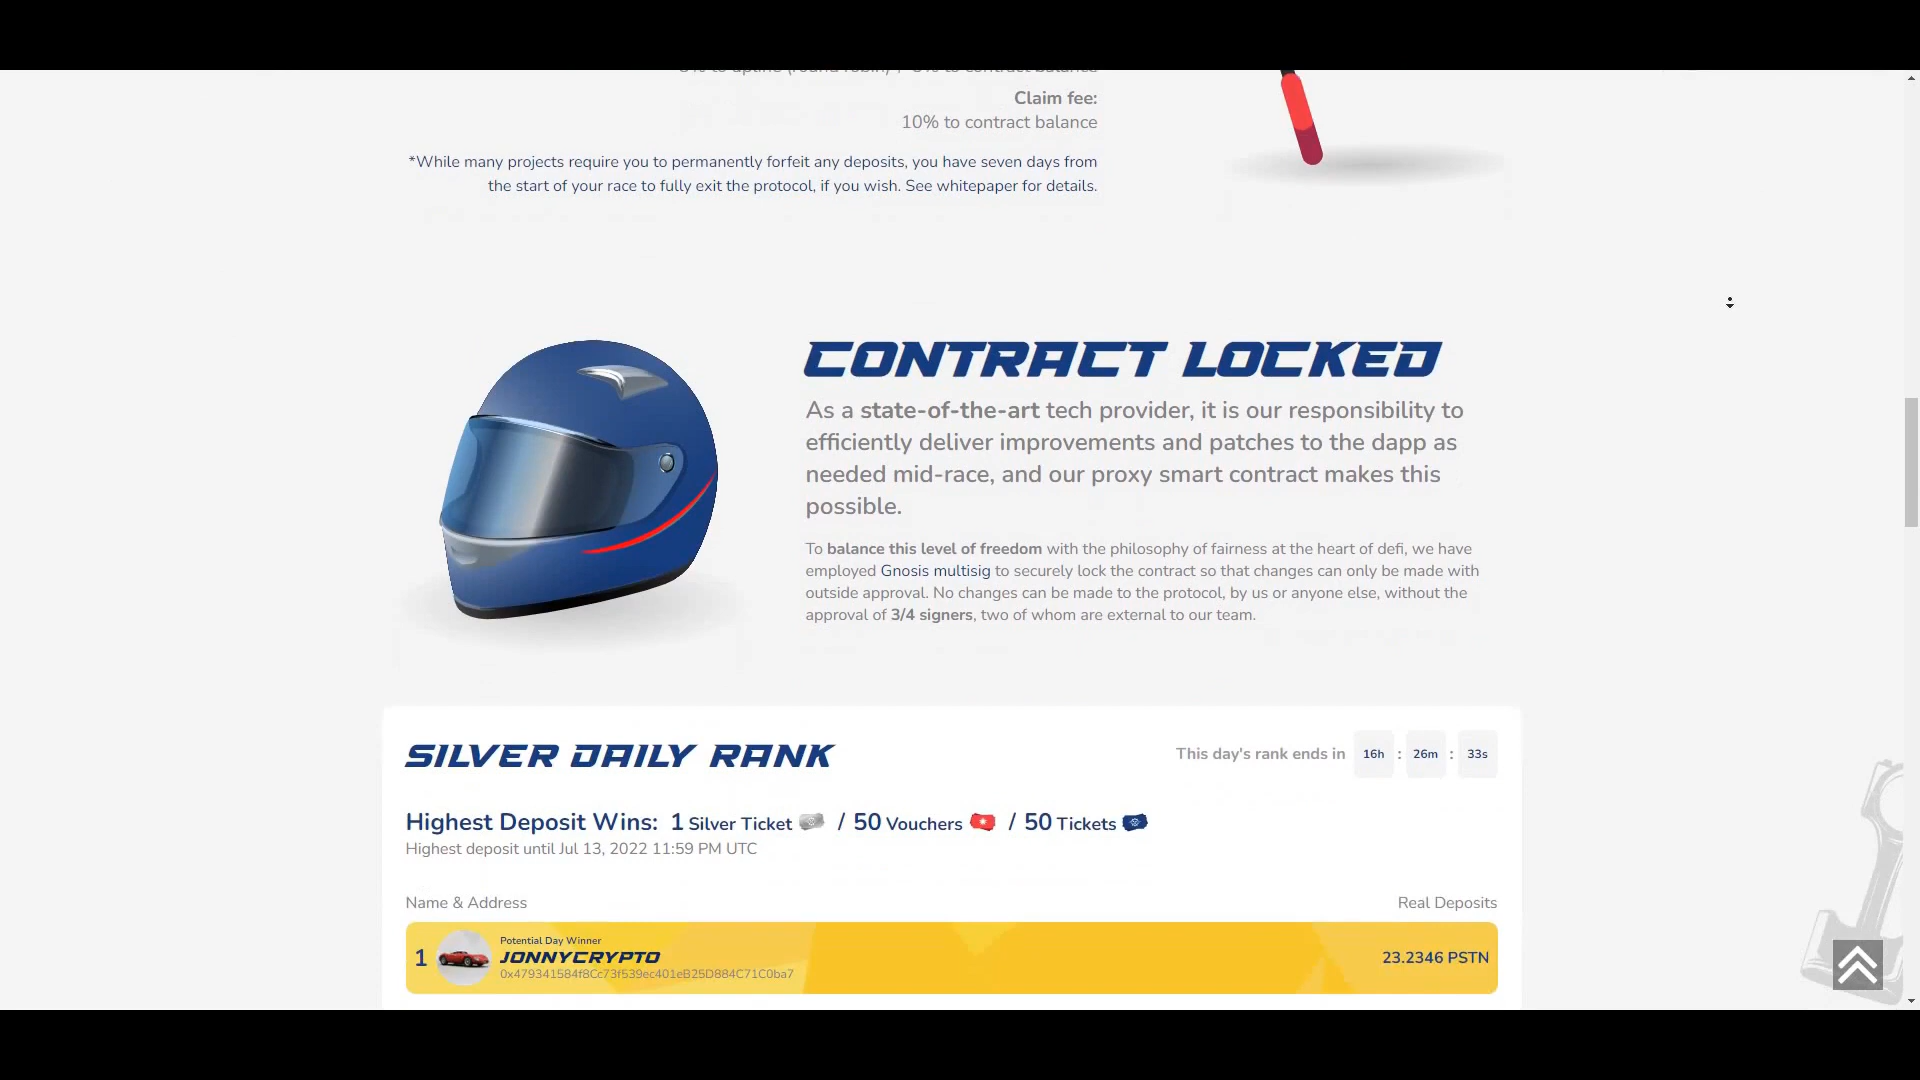 Claim fee:
10% to contract balance
*While many projects require you to permanently forfeit any deposits, you have seven days from
the start of your race to fully exit the protocol, if you wish. See whitepaper for details.
CONTRACT LOCKED
As a state-of-the-art tech provider, it is our responsibility to
efficiently deliver improvements and patches to the dapp as
needed mid-race, and our proxy smart contract makes this
possible.
To balance this level of freedom with the philosophy of fairness at the heart of defi, we have
employed Gnosis multisig to securely lock the contract so that changes can only be made with
outside approval. No changes can be made to the protocol, by us or anyone else, without the
approval of 3/4 signers, two of whom are external to our team.
SILVER DAILY RANK
This day's rank ends in 16h : 26m : 33s
Highest Deposit Wins: 1 Silver Ticket / 50 Vouchers / 50 Tickets
Highest deposit until Jul 13, 2022 11:59 PM UTC
Name & Address Real Deposits
Potential Day Winner
1 JONNYCRYPTO 23.2346 PSTN
0x479341584f8Cc73f539ec401eB25D884C71C0ba7